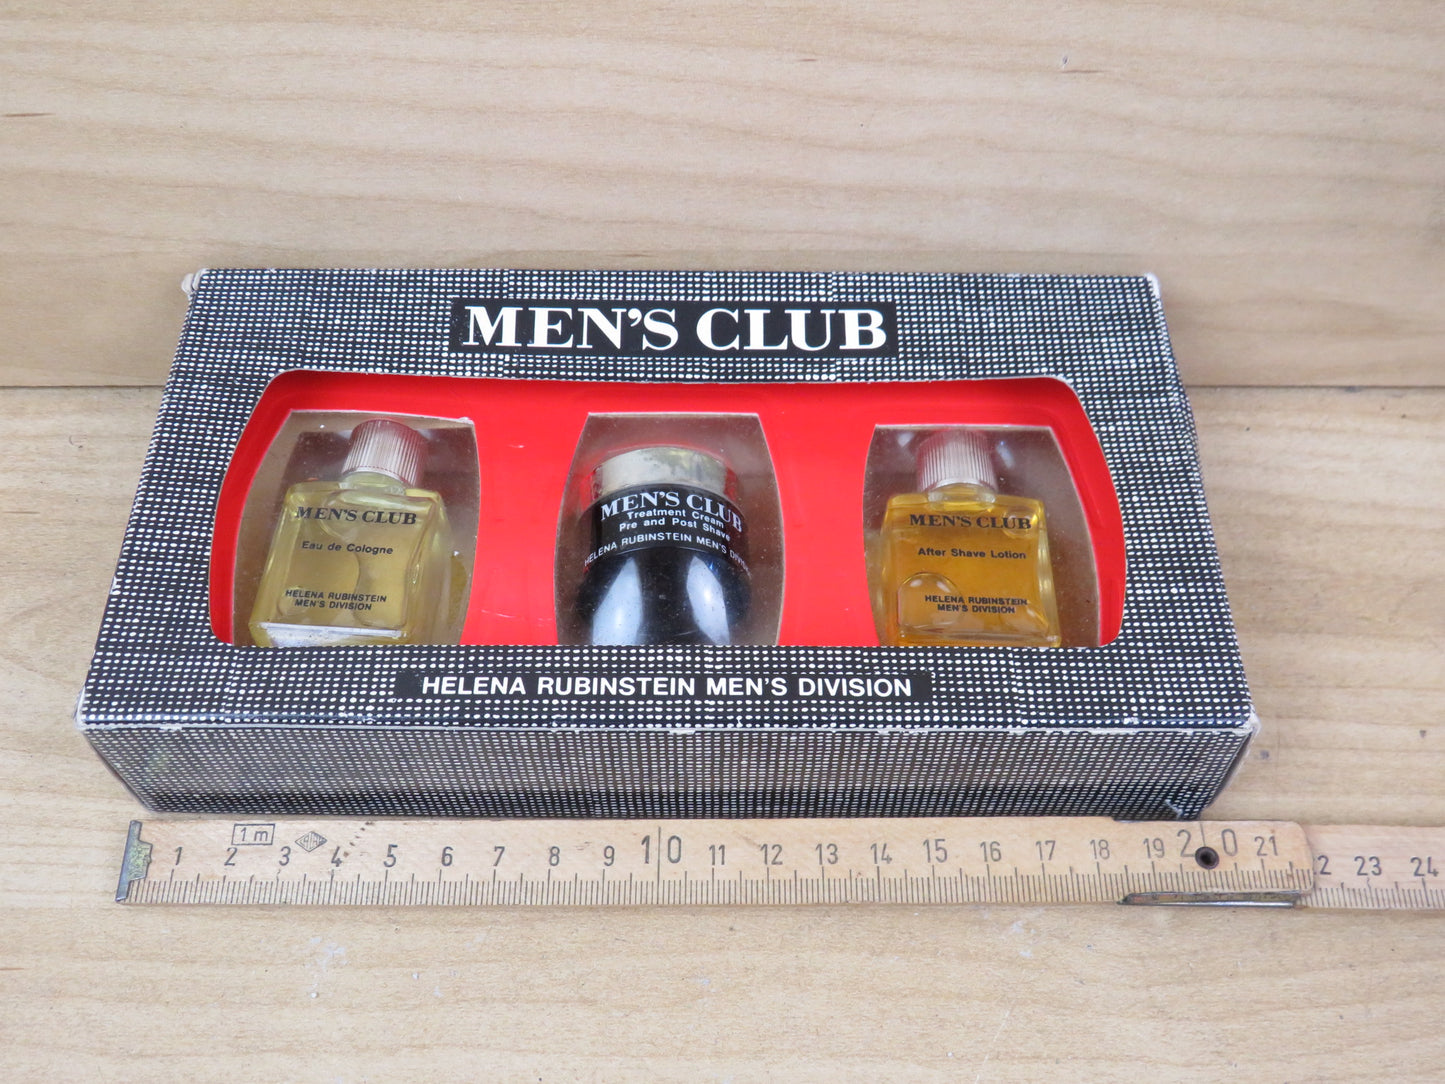 MEN'S CLUB
MEN'S CLUB
Eau de Cologne
HELENA RUBINSTEIN
MEN'S DIVISION
MEN'S CLUB
Treatment Cream
Pre and Post Shave
HELENA RUBINSTEIN MEN'S DIVIS
MEN'S CLUB
After Shave Lotion
HELENA RUBINSTEIN
MEN'S DIVISION
HELENA RUBINSTEIN MEN'S DIVISION
1 m
1 2 3 4 5 6 7 8 9 10 11 12 13 14 15 16 17 18 19 20 21 2 23 24